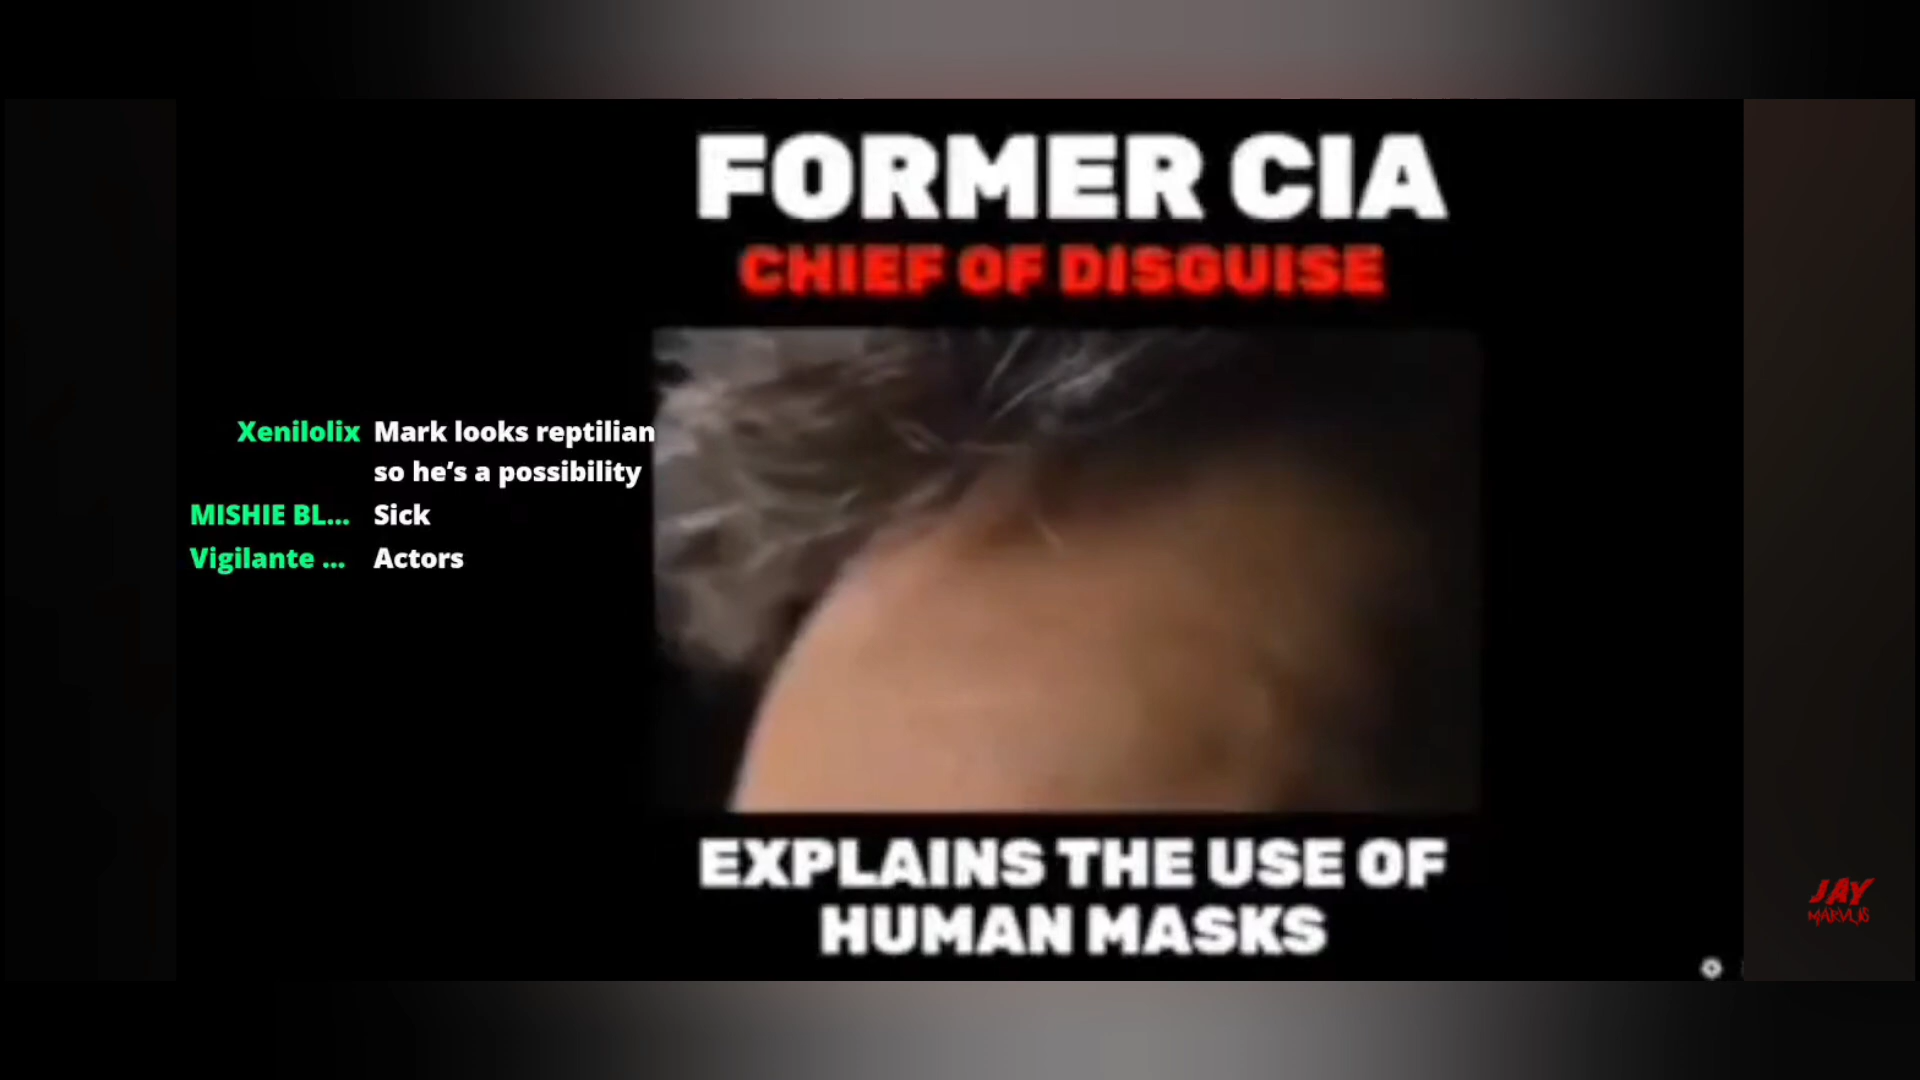 FORMER CIA
CHIEF OF DISGUISE
Xenilolix Mark looks reptilian
so he's a possibility
MISHIE BL... Sick
Vigilante ... Actors
EXPLAINS THE USE OF
HUMAN MASKS
JAY
MARVLIS